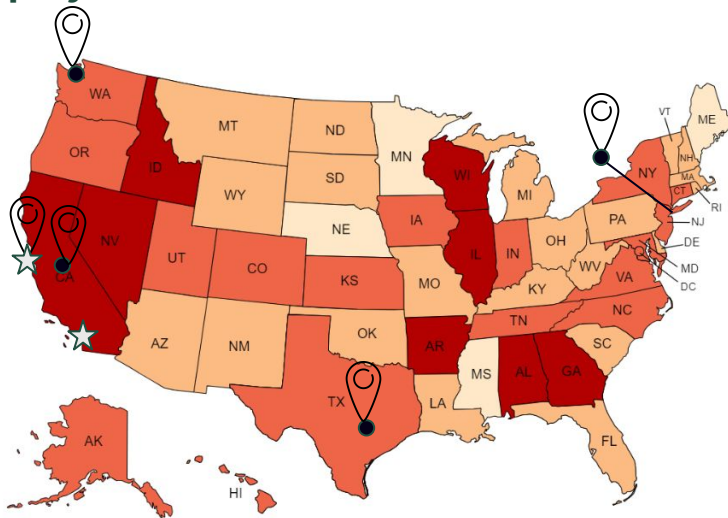 WA
MT
ND
MN
VT
ME
OR
ID
SD
WI
MI
NY
NH
MA
CT
RI
WY
NE
IA
PA
NJ
NV
UT
CO
KS
IL
IN
OH
WV
DE
MD
DC
CA
MO
KY
VA
AZ
NM
OK
AR
TN
NC
SC
TX
LA
MS
AL
GA
FL
AK
HI